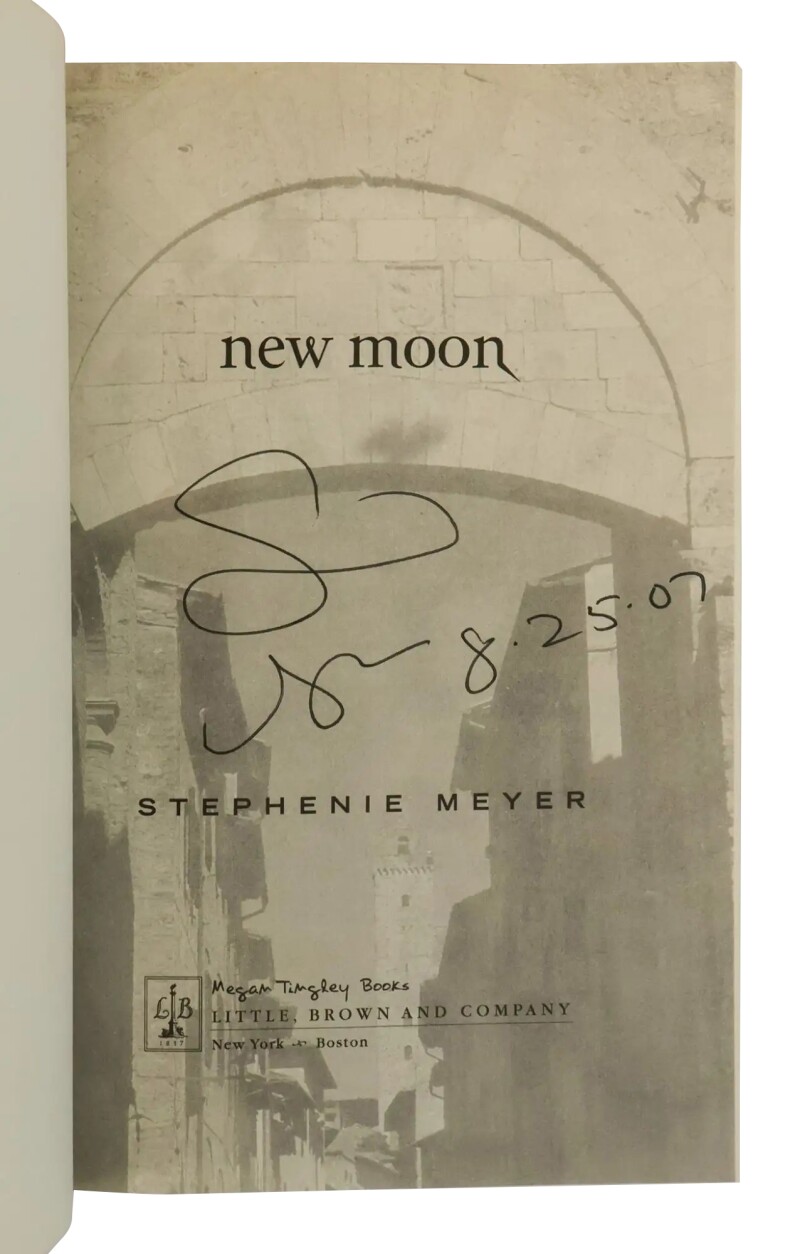 new moon
8.25.07
STEPHENIE MEYER
Megan Tingley Books
LB
1837
LITTLE, BROWN AND COMPANY
New York Boston